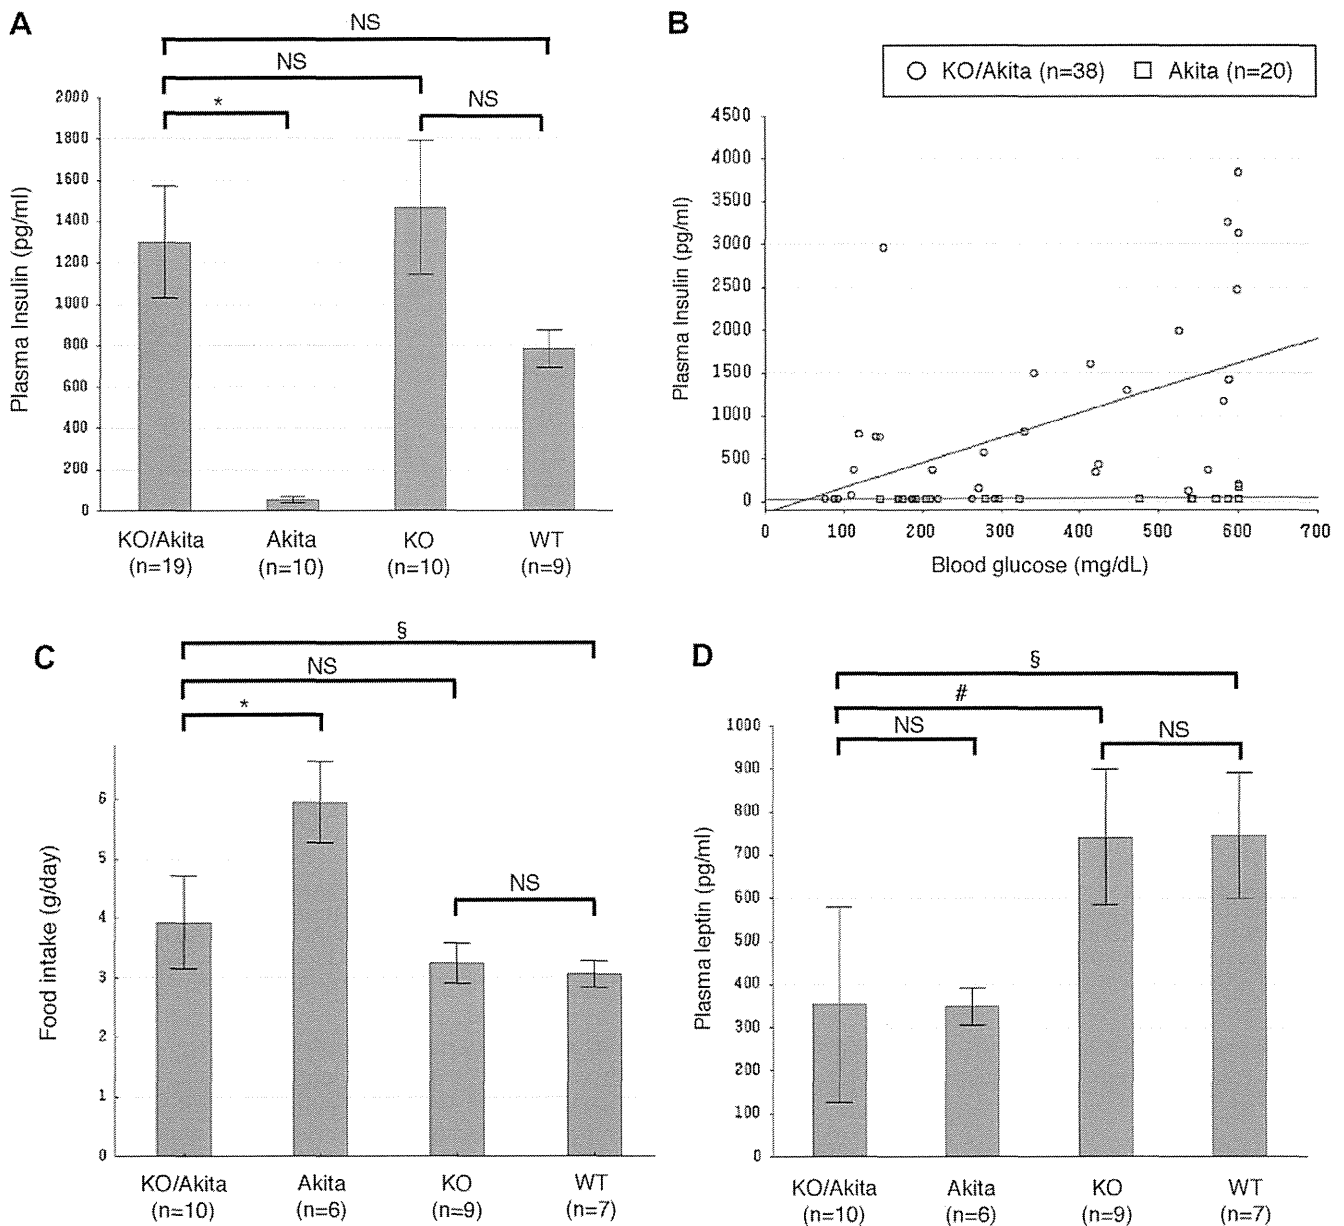 A
NS
NS
*
NS
2000
1800
1600
1400
1200
1000
800
600
400
200
0
Plasma Insulin (pg/ml)
KO/Akita Akita KO WT
(n=19) (n=10) (n=10) (n=9)
B
KO/Akita (n=38) Akita (n=20)
4500
4000
3500
3000
2500
2000
1500
1000
500
0
Plasma Insulin (pg/ml)
0 100 200 300 400 500 600 700
Blood glucose (mg/dL)
C
§
NS
*
NS
6
5
4
3
2
1
0
Food intake (g/day)
KO/Akita Akita KO WT
(n=10) (n=6) (n=9) (n=7)
D
§
#
NS
NS
1000
900
800
700
600
500
400
300
200
100
0
Plasma leptin (pg/ml)
KO/Akita Akita KO WT
(n=10) (n=6) (n=9) (n=7)